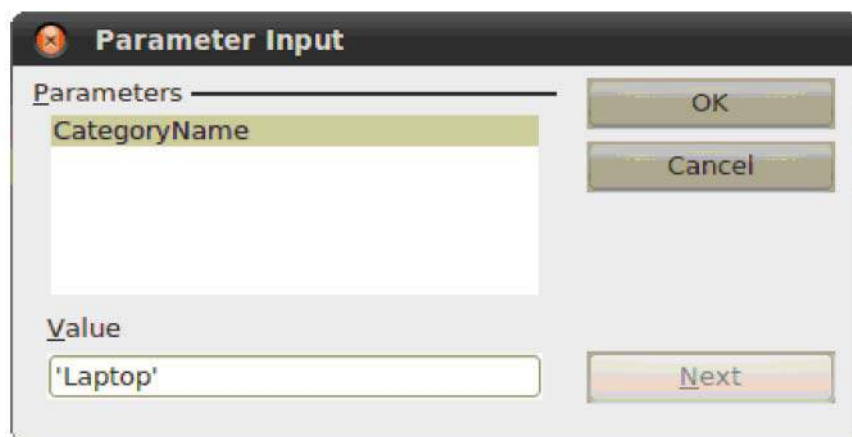 Parameter Input
Parameters
OK
CategoryName
Cancel
Value
'Laptop'
Next